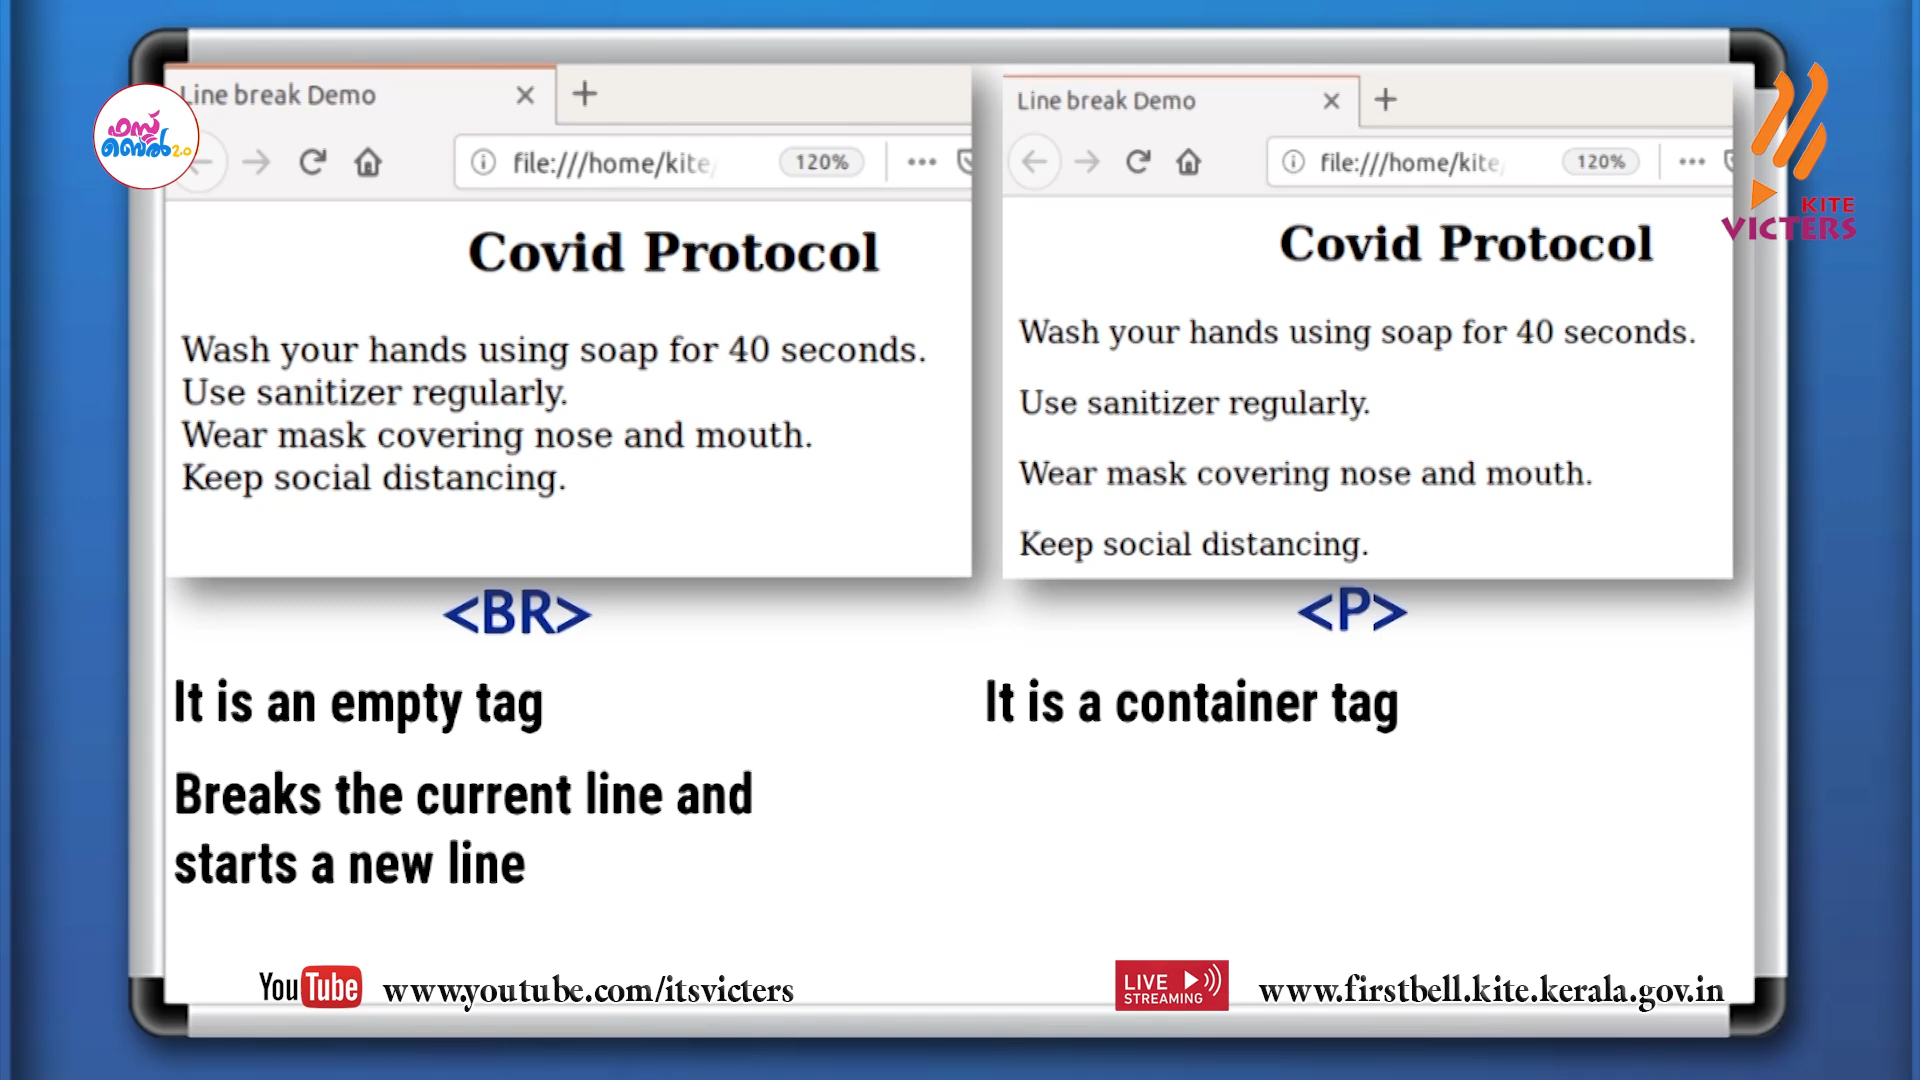 Line break Demo
file:///home/kite
120%
Covid Protocol
Wash your hands using soap for 40 seconds.
Use sanitizer regularly.
Wear mask covering nose and mouth.
Keep social distancing.
<BR>
It is an empty tag
Breaks the current line and
starts a new line
Line break Demo
file:///home/kite
120%
Covid Protocol
Wash your hands using soap for 40 seconds.
Use sanitizer regularly.
Wear mask covering nose and mouth.
Keep social distancing.
<P>
It is a container tag
ഫസ്റ്റ്
ബെൽ 2.0
KITE
VICTERS
YouTube www.youtube.com/itsvicters
LIVE
STREAMING
www.firstbell.kite.kerala.gov.in